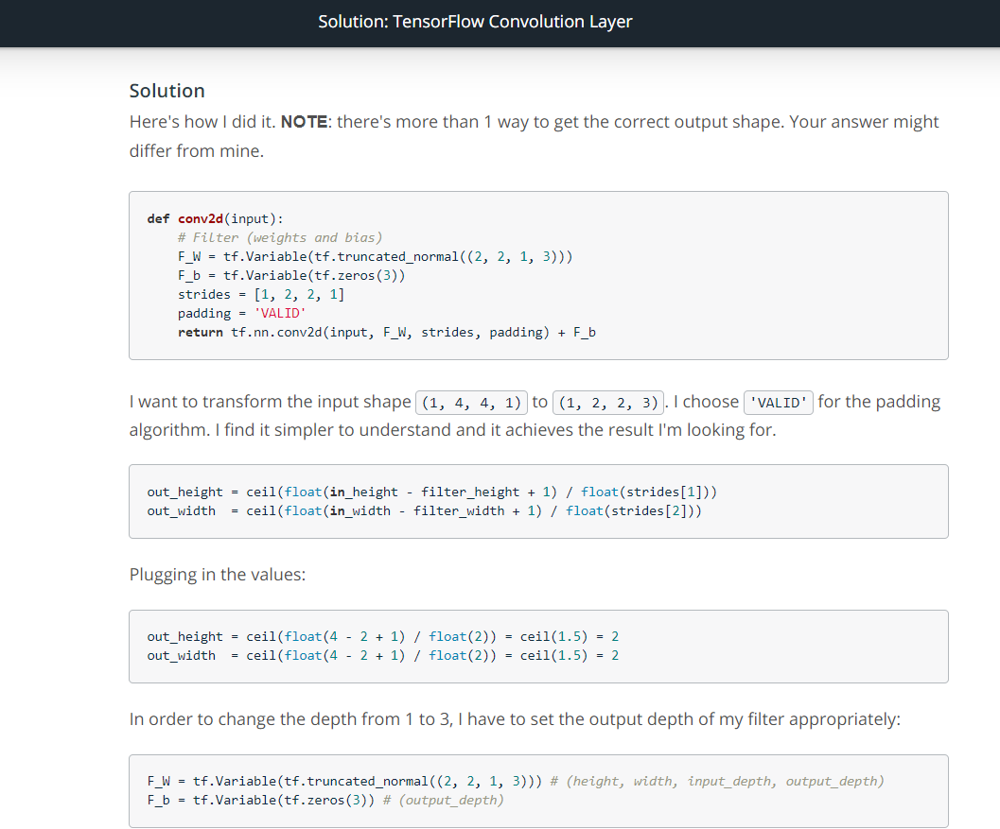 Solution: TensorFlow Convolution Layer
Solution
Here's how I did it. NOTE: there's more than 1 way to get the correct output shape. Your answer might
differ from mine.
def conv2d(input):
    # Filter (weights and bias)
    F_W = tf.Variable(tf.truncated_normal((2, 2, 1, 3)))
    F_b = tf.Variable(tf.zeros(3))
    strides = [1, 2, 2, 1]
    padding = 'VALID'
    return tf.nn.conv2d(input, F_W, strides, padding) + F_b
I want to transform the input shape (1, 4, 4, 1) to (1, 2, 2, 3). I choose 'VALID' for the padding
algorithm. I find it simpler to understand and it achieves the result I'm looking for.
out_height = ceil(float(in_height - filter_height + 1) / float(strides[1]))
out_width  = ceil(float(in_width - filter_width + 1) / float(strides[2]))
Plugging in the values:
out_height = ceil(float(4 - 2 + 1) / float(2)) = ceil(1.5) = 2
out_width  = ceil(float(4 - 2 + 1) / float(2)) = ceil(1.5) = 2
In order to change the depth from 1 to 3, I have to set the output depth of my filter appropriately:
F_W = tf.Variable(tf.truncated_normal((2, 2, 1, 3))) # (height, width, input_depth, output_depth)
F_b = tf.Variable(tf.zeros(3)) # (output_depth)